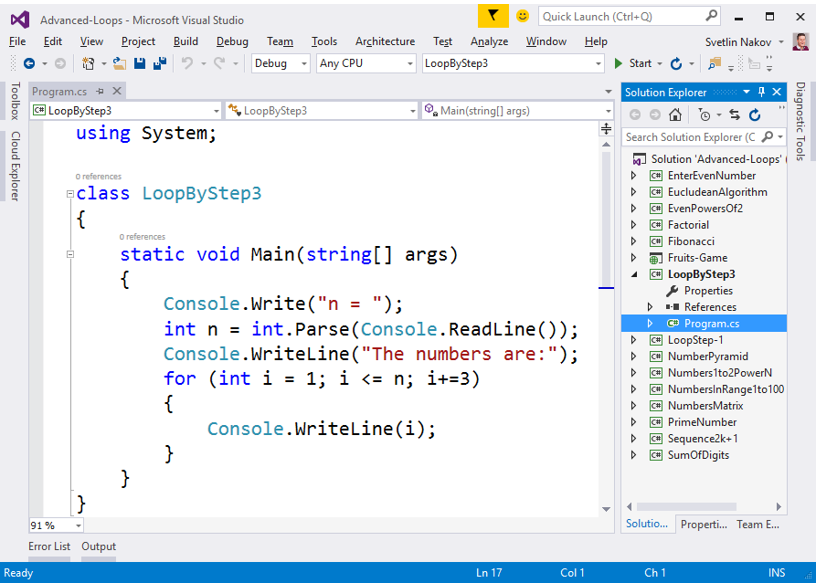 Advanced-Loops - Microsoft Visual Studio
Quick Launch (Ctrl+Q)
File Edit View Project Build Debug Team Tools Architecture Test Analyze Window Help
Svetlin Nakov
Debug Any CPU LoopByStep3 Start
Toolbox
Cloud Explorer
Program.cs
LoopByStep3 LoopByStep3 Main(string[] args)
using System;
0 references
class LoopByStep3
{
0 references
static void Main(string[] args)
{
Console.Write("n = ");
int n = int.Parse(Console.ReadLine());
Console.WriteLine("The numbers are:");
for (int i = 1; i <= n; i+=3)
{
Console.WriteLine(i);
}
}
}
91 %
Solution Explorer
Search Solution Explorer (C
Solution 'Advanced-Loops' (
C# EnterEvenNumber
C# EucludeanAlgorithm
C# EvenPowersOf2
C# Factorial
C# Fibonacci
Fruits-Game
C# LoopByStep3
Properties
References
C# Program.cs
C# LoopStep-1
C# NumberPyramid
C# Numbers1to2PowerN
C# NumbersInRange1to100
C# NumbersMatrix
C# PrimeNumber
C# Sequence2k+1
C# SumOfDigits
Solutio... Properti... Team E...
Diagnostic Tools
Error List Output
Ready Ln 17 Col 1 Ch 1 INS